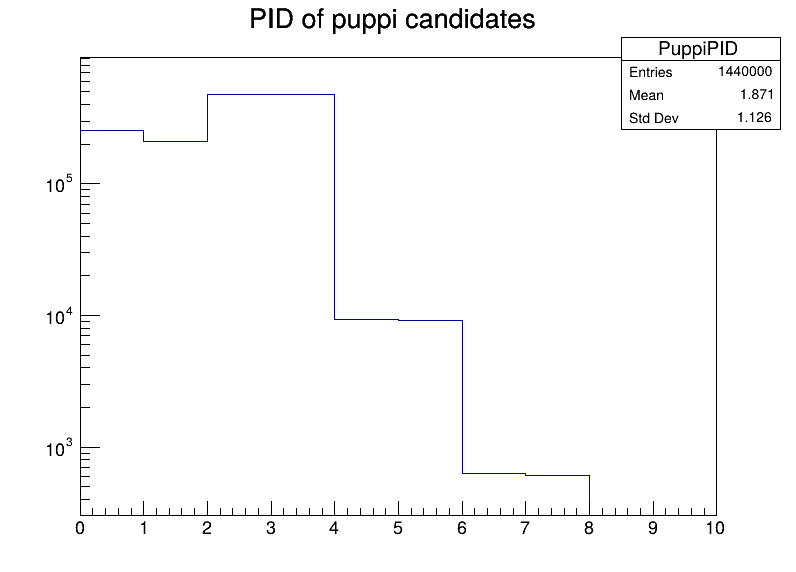 PID of puppi candidates
PuppiPID
Entries 1440000
Mean 1.871
Std Dev 1.126
10^5
10^4
10^3
0 1 2 3 4 5 6 7 8 9 10